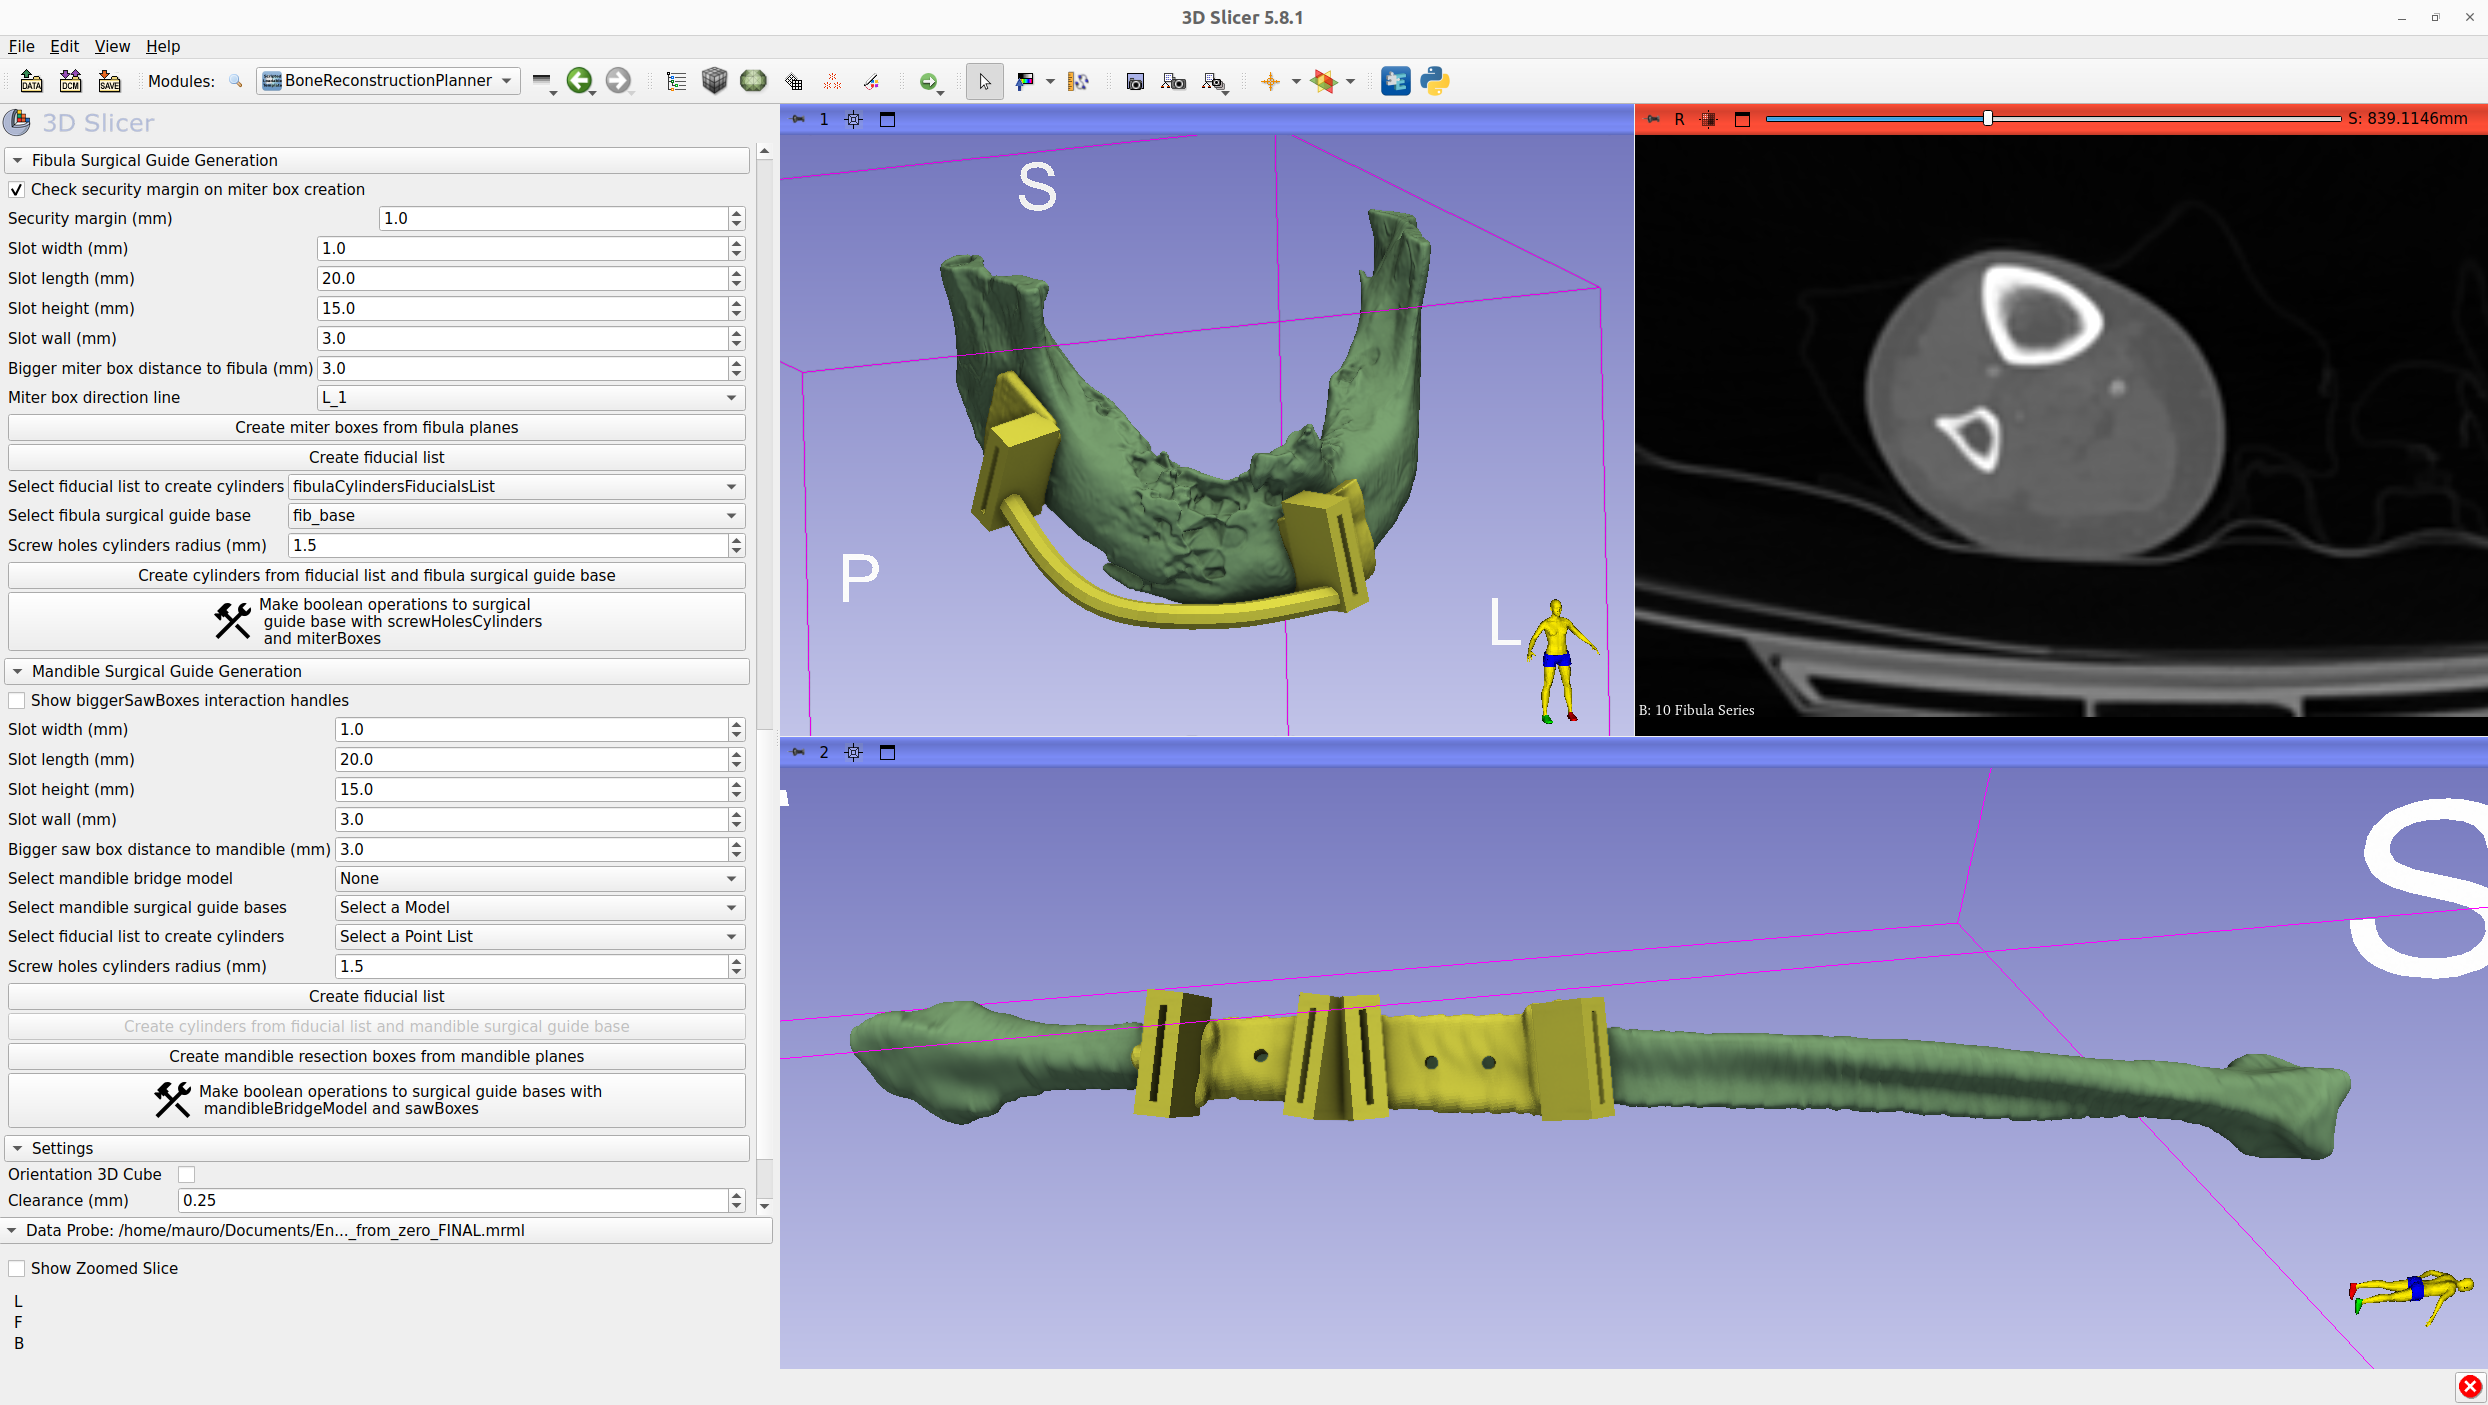 3D Slicer 5.8.1
File Edit View Help
DATA DCM SAVE Modules: BoneReconstructionPlanner
3D Slicer
Fibula Surgical Guide Generation
Check security margin on miter box creation
Security margin (mm) 1.0
Slot width (mm) 1.0
Slot length (mm) 20.0
Slot height (mm) 15.0
Slot wall (mm) 3.0
Bigger miter box distance to fibula (mm) 3.0
Miter box direction line L_1
Create miter boxes from fibula planes
Create fiducial list
Select fiducial list to create cylinders fibulaCylindersFiducialsList
Select fibula surgical guide base fib_base
Screw holes cylinders radius (mm) 1.5
Create cylinders from fiducial list and fibula surgical guide base
Make boolean operations to surgical
guide base with screwHolesCylinders
and miterBoxes
Mandible Surgical Guide Generation
Show biggerSawBoxes interaction handles
Slot width (mm) 1.0
Slot length (mm) 20.0
Slot height (mm) 15.0
Slot wall (mm) 3.0
Bigger saw box distance to mandible (mm) 3.0
Select mandible bridge model None
Select mandible surgical guide bases Select a Model
Select fiducial list to create cylinders Select a Point List
Screw holes cylinders radius (mm) 1.5
Create fiducial list
Create cylinders from fiducial list and mandible surgical guide base
Create mandible resection boxes from mandible planes
Make boolean operations to surgical guide bases with
mandibleBridgeModel and sawBoxes
Settings
Orientation 3D Cube
Clearance (mm) 0.25
Data Probe: /home/mauro/Documents/En..._from_zero_FINAL.mrml
Show Zoomed Slice
L
F
B
1
S
P
L
R S: 839.1146mm
B: 10 Fibula Series
2
S